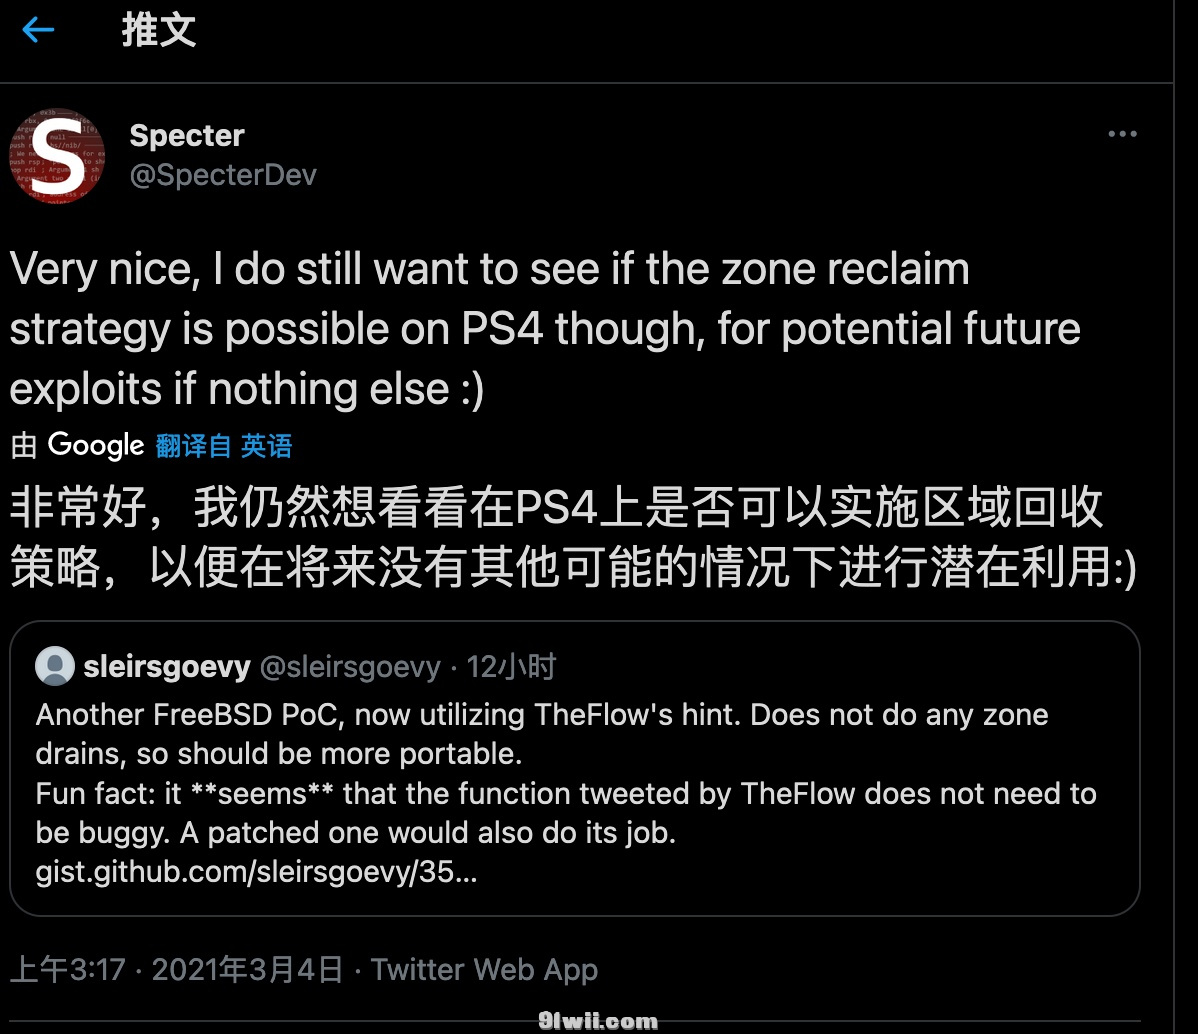 推文
Specter
@SpecterDev
Very nice, I do still want to see if the zone reclaim
strategy is possible on PS4 though, for potential future
exploits if nothing else :)
由 Google 翻译自 英语
非常好，我仍然想看看在PS4上是否可以实施区域回收
策略，以便在将来没有其他可能的情况下进行潜在利用:)
sleirsgoevy @sleirsgoevy · 12小时
Another FreeBSD PoC, now utilizing TheFlow's hint. Does not do any zone
drains, so should be more portable.
Fun fact: it **seems** that the function tweeted by TheFlow does not need to
be buggy. A patched one would also do its job.
gist.github.com/sleirsgoevy/35...
上午3:17 · 2021年3月4日 · Twitter Web App
91wii.com